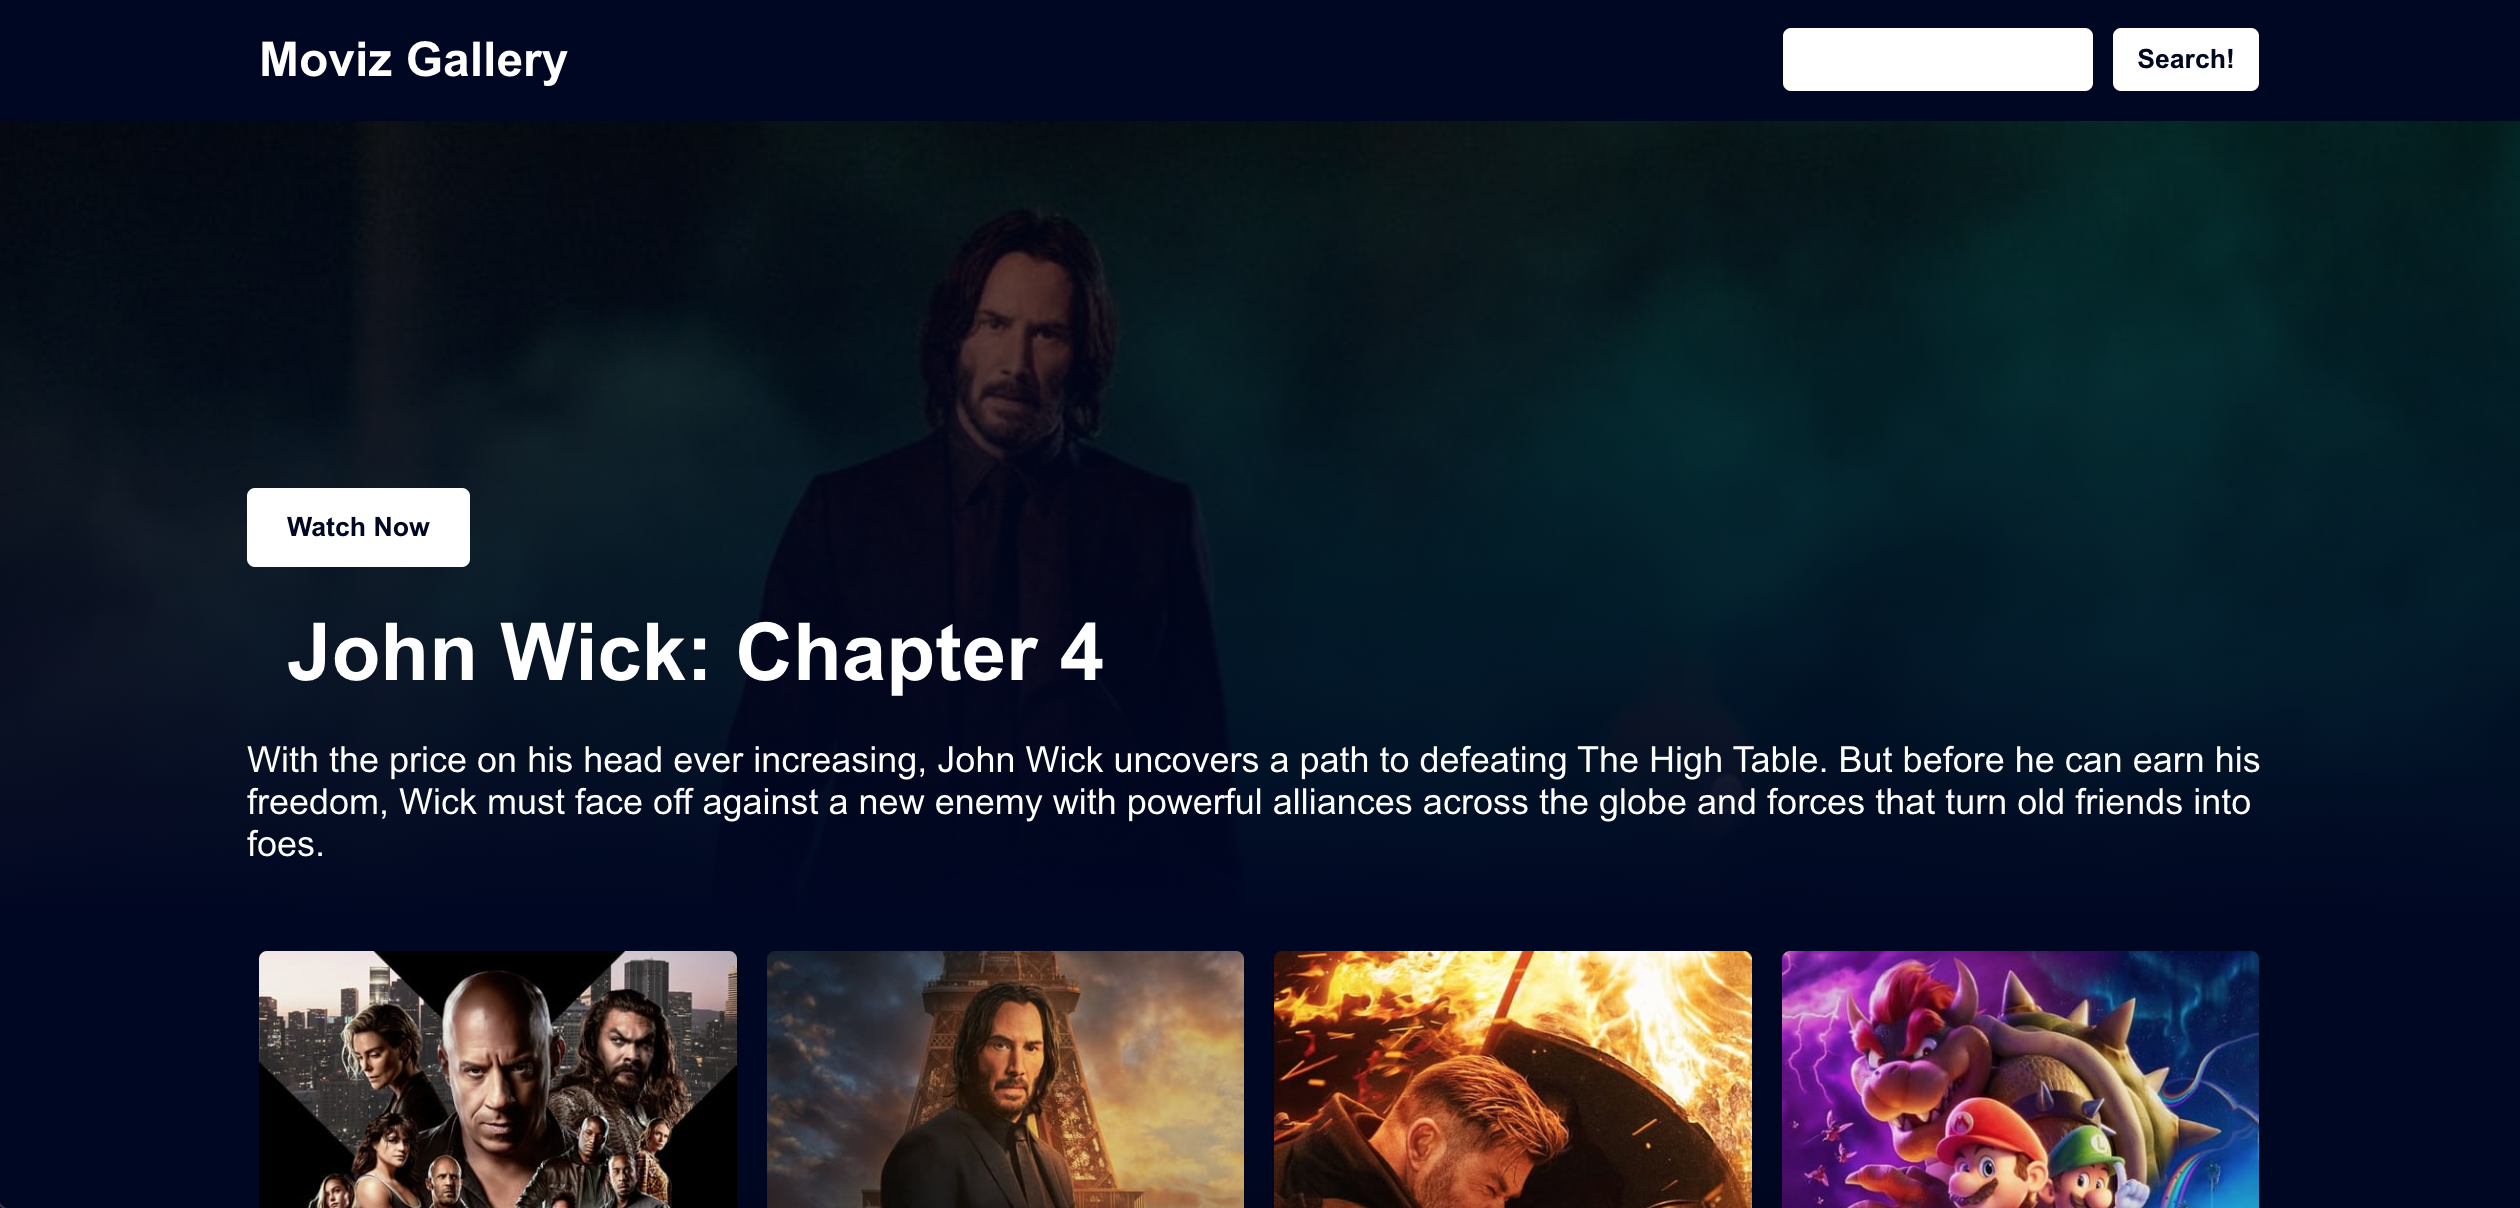 Moviz Gallery
Search!
Watch Now
John Wick: Chapter 4
With the price on his head ever increasing, John Wick uncovers a path to defeating The High Table. But before he can earn his
freedom, Wick must face off against a new enemy with powerful alliances across the globe and forces that turn old friends into
foes.